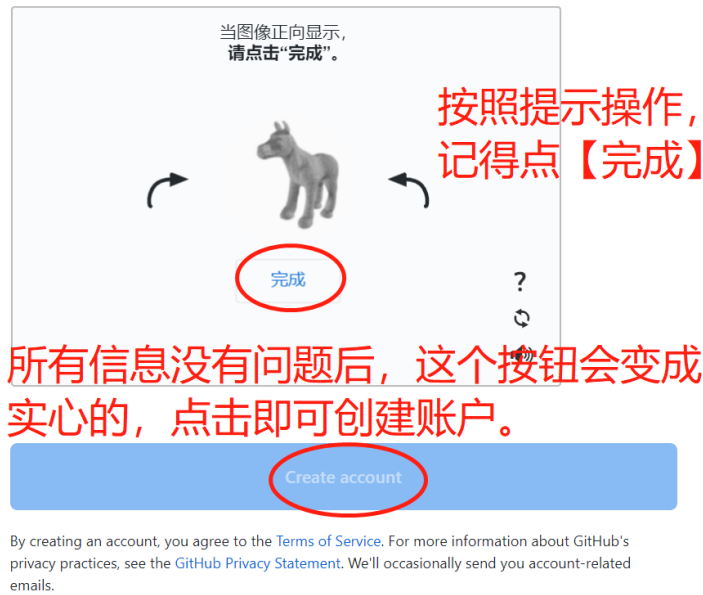 当图像正向显示，
请点击“完成”。
按照提示操作，
记得点【完成】
完成
?
所有信息没有问题后，这个按钮会变成
实心的，点击即可创建账户。
Create account
By creating an account, you agree to the Terms of Service. For more information about GitHub's
privacy practices, see the GitHub Privacy Statement. We'll occasionally send you account-related
emails.